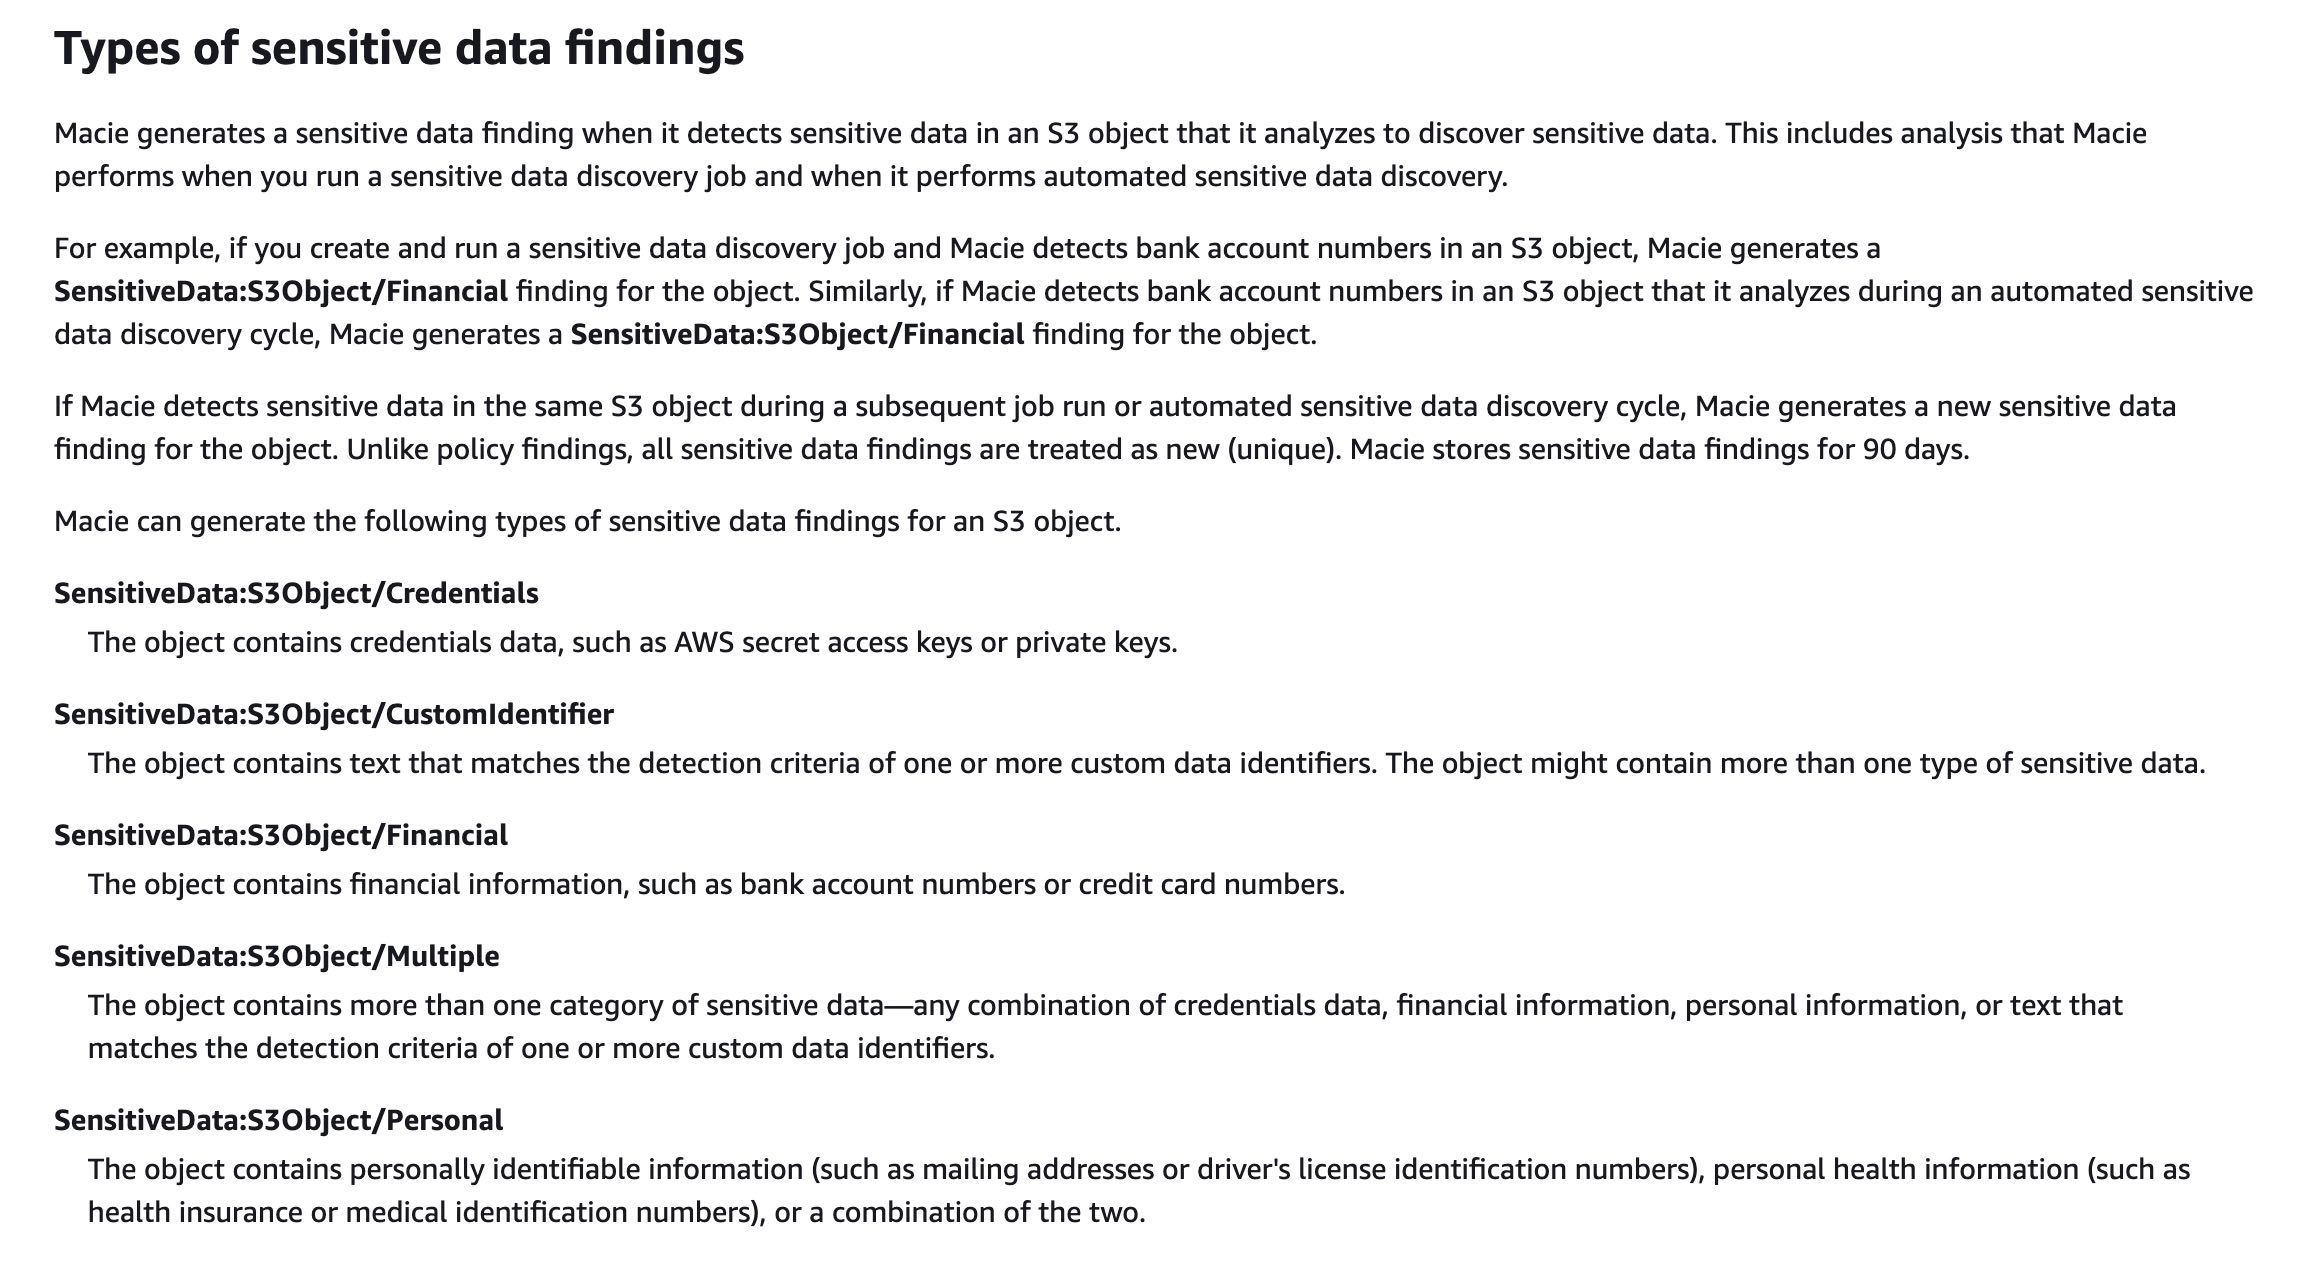 Types of sensitive data findings
Macie generates a sensitive data finding when it detects sensitive data in an S3 object that it analyzes to discover sensitive data. This includes analysis that Macie
performs when you run a sensitive data discovery job and when it performs automated sensitive data discovery.
For example, if you create and run a sensitive data discovery job and Macie detects bank account numbers in an S3 object, Macie generates a
SensitiveData:S3Object/Financial finding for the object. Similarly, if Macie detects bank account numbers in an S3 object that it analyzes during an automated sensitive
data discovery cycle, Macie generates a SensitiveData:S3Object/Financial finding for the object.
If Macie detects sensitive data in the same S3 object during a subsequent job run or automated sensitive data discovery cycle, Macie generates a new sensitive data
finding for the object. Unlike policy findings, all sensitive data findings are treated as new (unique). Macie stores sensitive data findings for 90 days.
Macie can generate the following types of sensitive data findings for an S3 object.
SensitiveData:S3Object/Credentials
The object contains credentials data, such as AWS secret access keys or private keys.
SensitiveData:S3Object/CustomIdentifier
The object contains text that matches the detection criteria of one or more custom data identifiers. The object might contain more than one type of sensitive data.
SensitiveData:S3Object/Financial
The object contains financial information, such as bank account numbers or credit card numbers.
SensitiveData:S3Object/Multiple
The object contains more than one category of sensitive data—any combination of credentials data, financial information, personal information, or text that
matches the detection criteria of one or more custom data identifiers.
SensitiveData:S3Object/Personal
The object contains personally identifiable information (such as mailing addresses or driver's license identification numbers), personal health information (such as
health insurance or medical identification numbers), or a combination of the two.